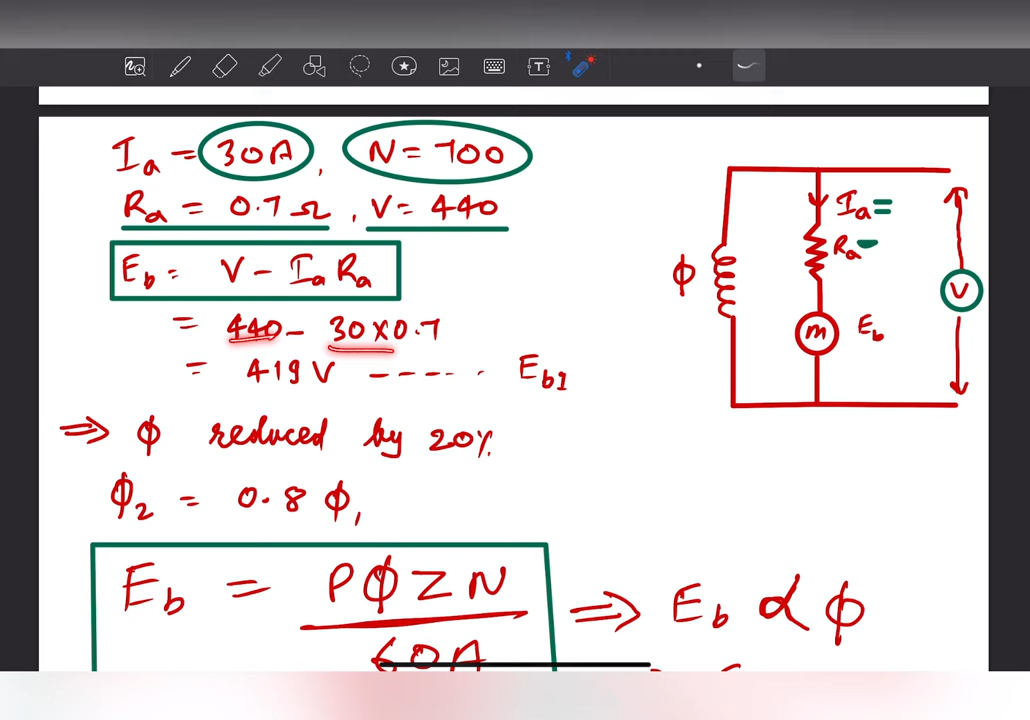 Ia = 30A, N = 700
Ra = 0.7 Ω, V = 440
Eb = V - Ia Ra
= 440 - 30 × 0.7
= 419 V ------ Eb1
⇒ ϕ reduced by 20%
ϕ2 = 0.8 ϕ1
Eb = PϕZN / 60A ⇒ Eb ∝ ϕ
Ia =
Ra
ϕ
m
Eb
V
T